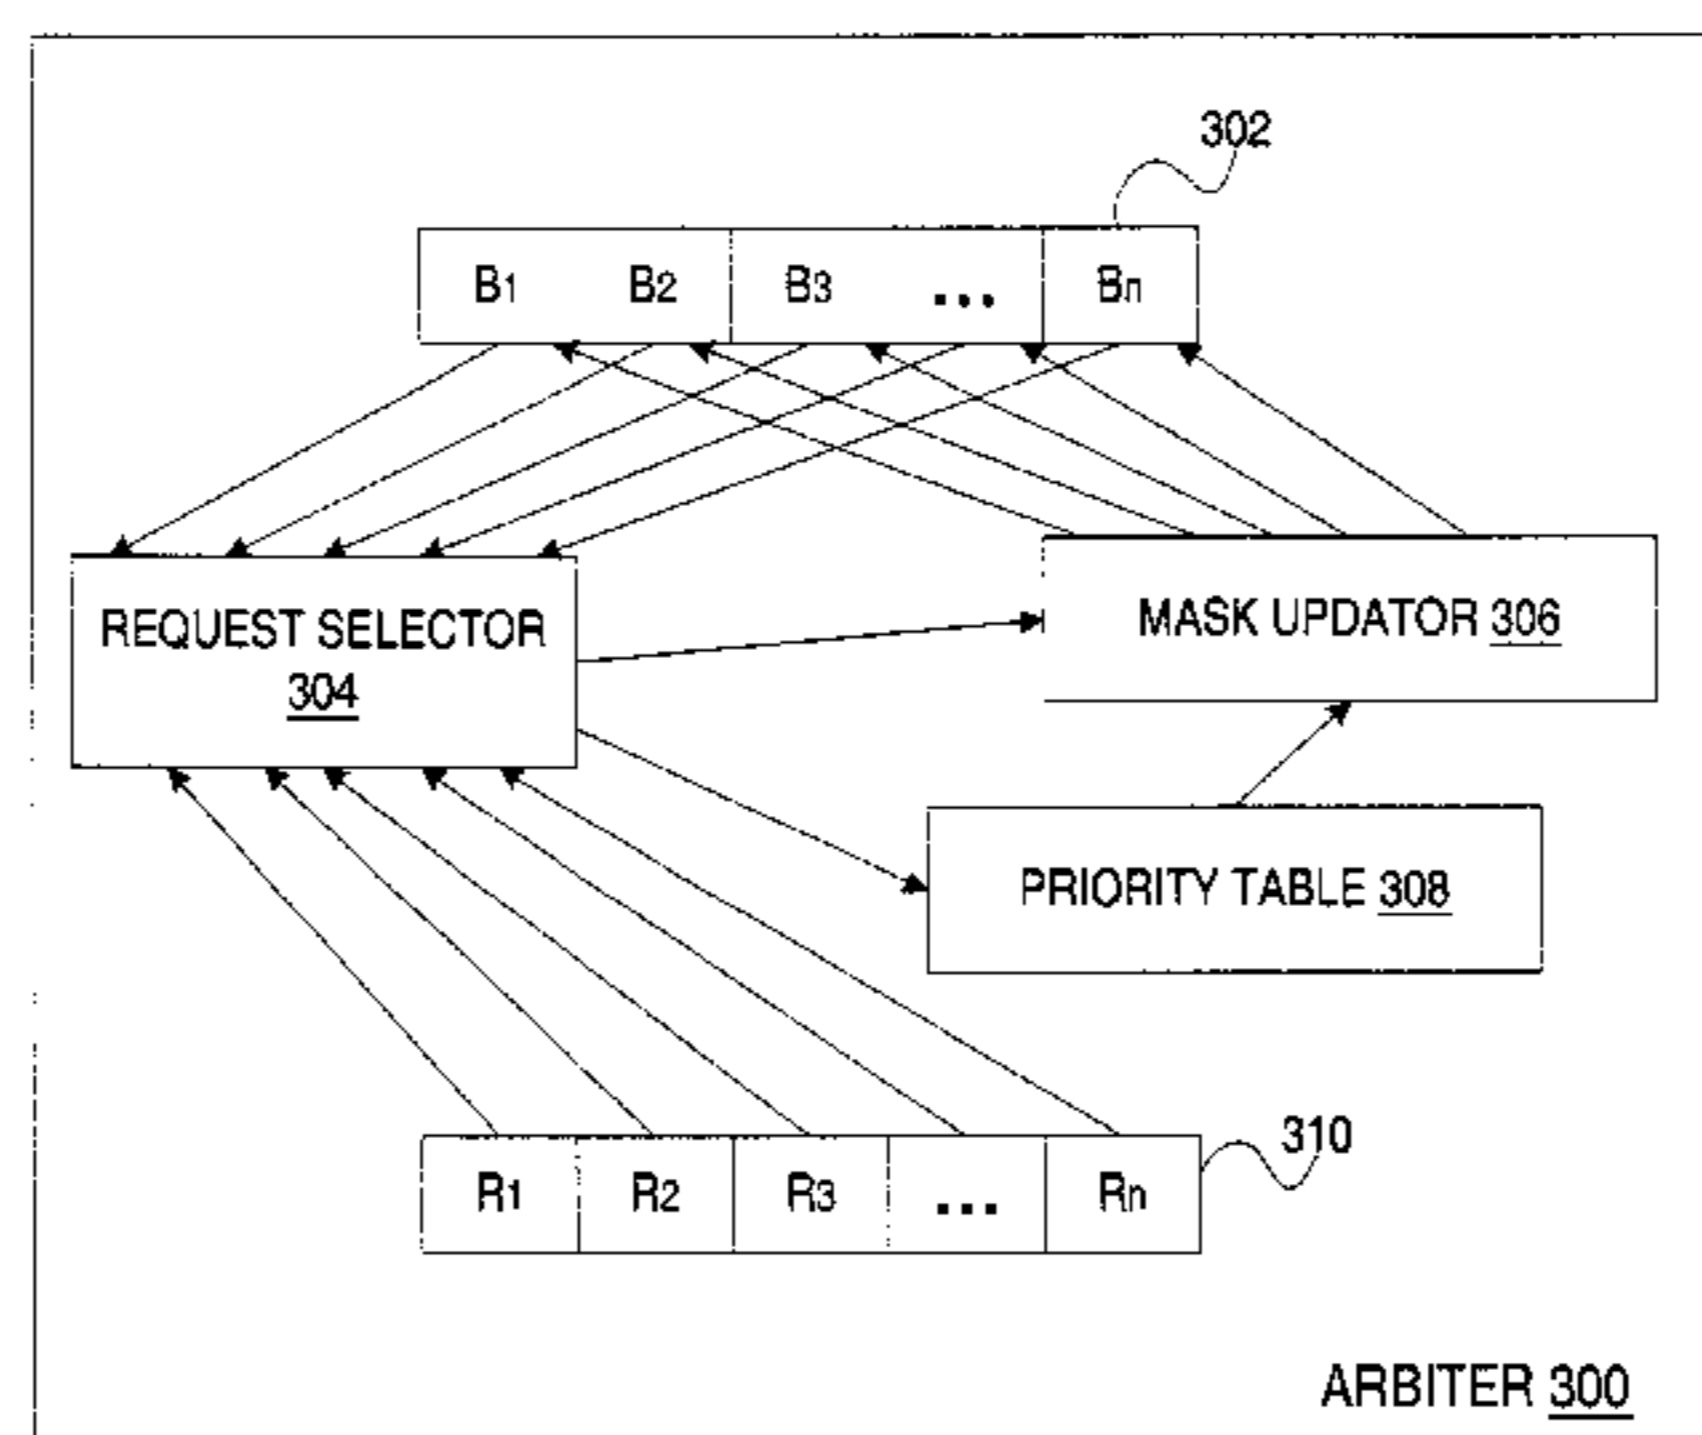 302
B1 B2 B3 ... Bn
REQUEST SELECTOR
304
MASK UPDATOR 306
PRIORITY TABLE 308
310
R1 R2 R3 ... Rn
ARBITER 300